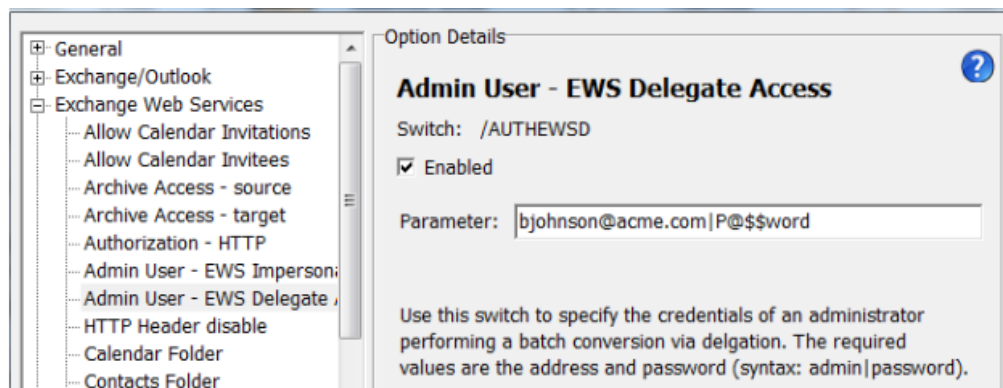 General
Exchange/Outlook
Exchange Web Services
Allow Calendar Invitations
Allow Calendar Invitees
Archive Access - source
Archive Access - target
Authorization - HTTP
Admin User - EWS Impersona
Admin User - EWS Delegate
HTTP Header disable
Calendar Folder
Contacts Folder
Option Details
?
Admin User - EWS Delegate Access
Switch: /AUTHEWSD
Enabled
Parameter: bjohnson@acme.com|P@$$word
Use this switch to specify the credentials of an administrator
performing a batch conversion via delgation. The required
values are the address and password (syntax: admin|password).